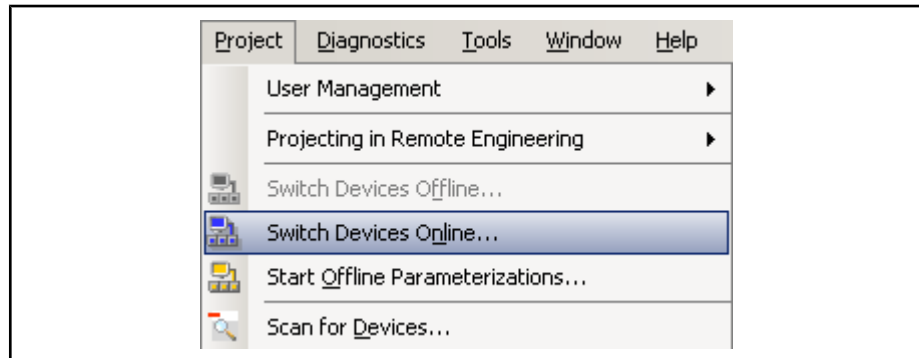 Project Diagnostics Tools Window Help
User Management
Projecting in Remote Engineering
Switch Devices Offline...
Switch Devices Online...
Start Offline Parameterizations...
Scan for Devices...